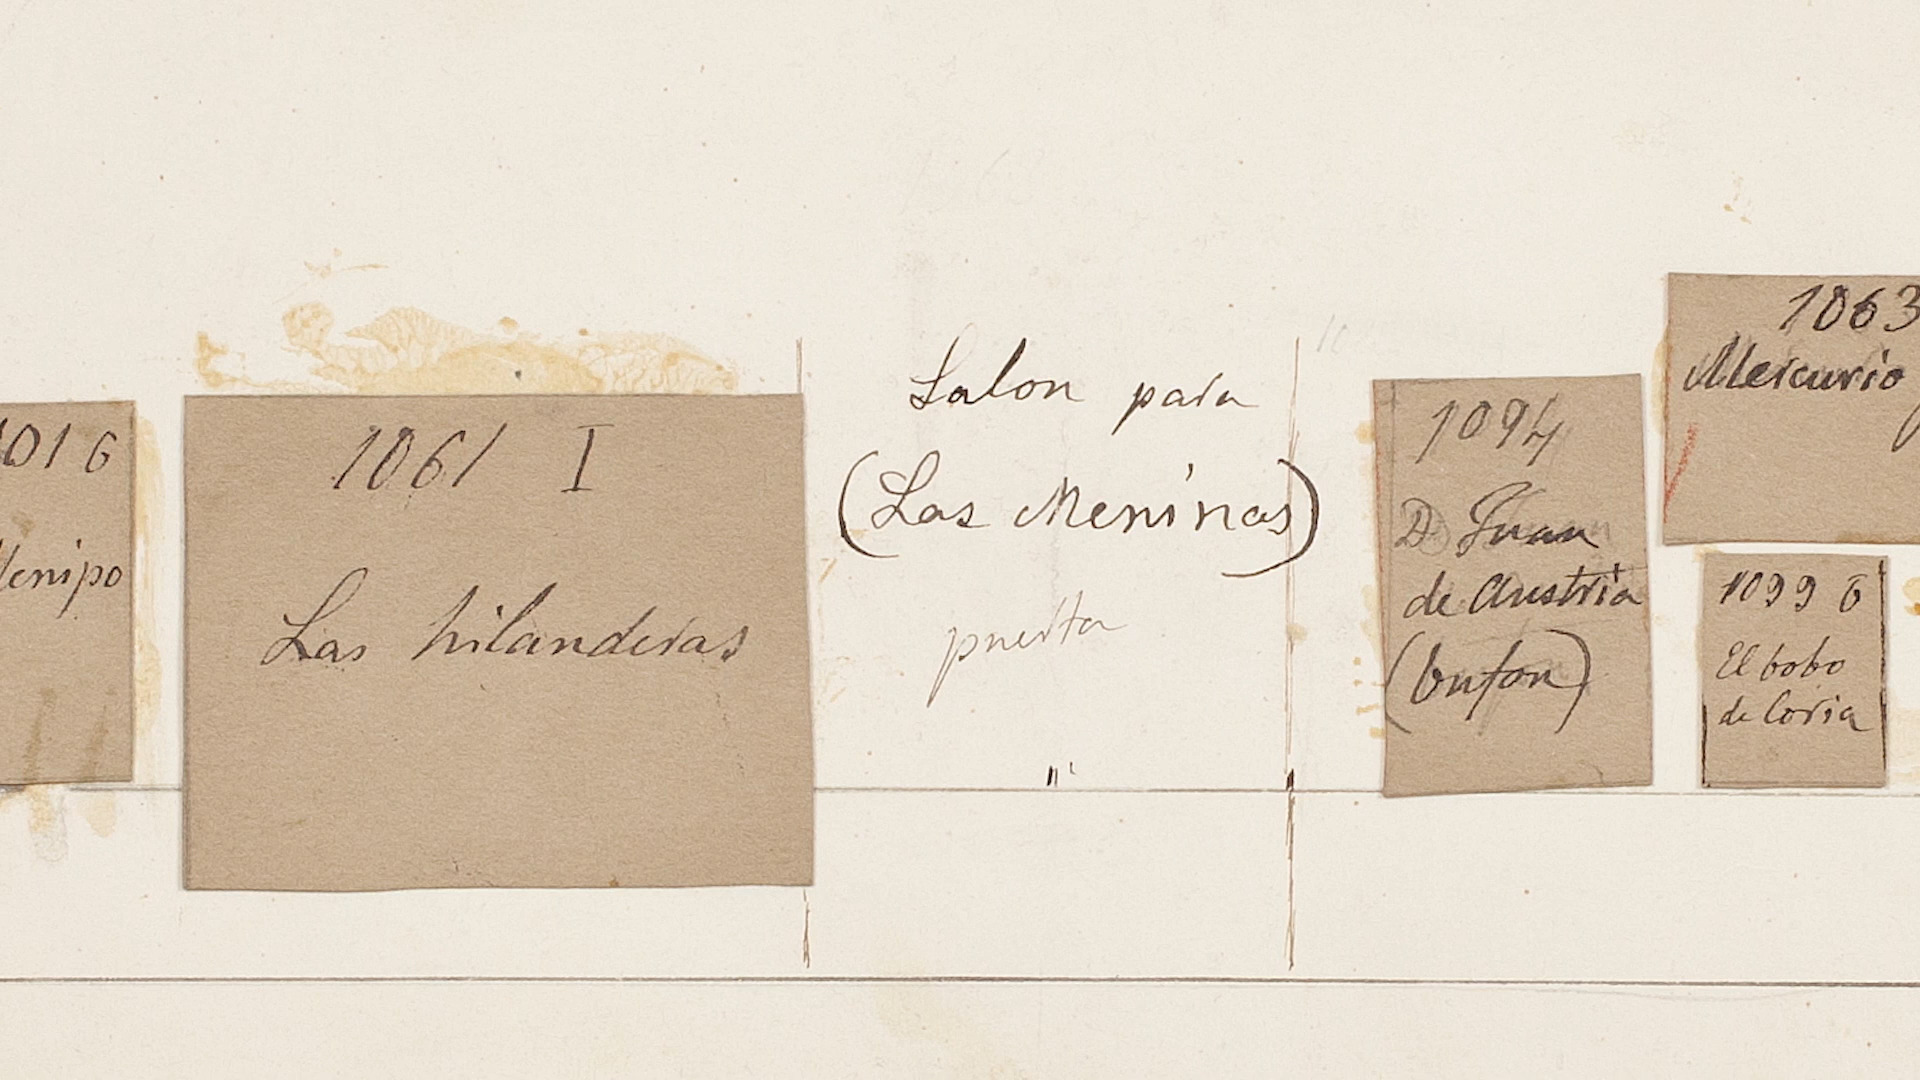 101 G
Menipo
1061 I
Las hilanderas
Salon para
(Las Meninas)
puerta
1094
D Juan
de Austria
(bufon)
1063
Mercurio y
1099 G
El bobo
de Coria